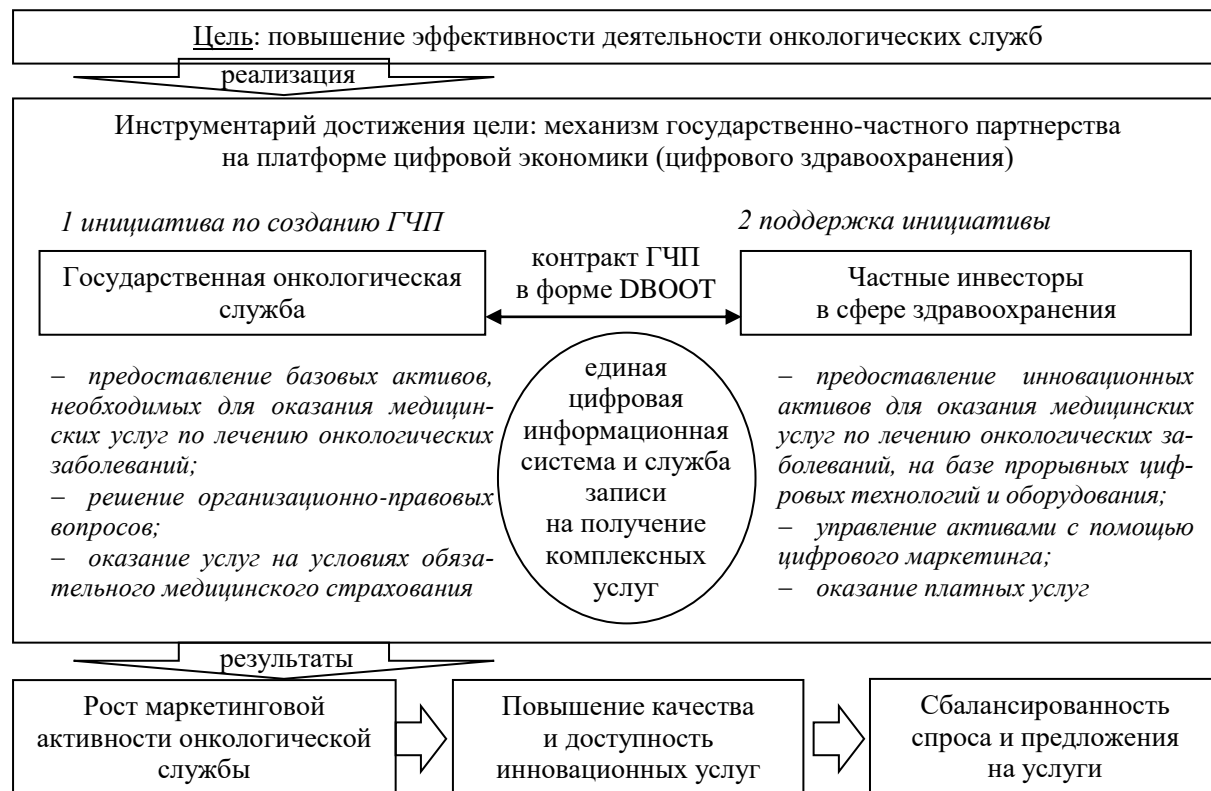 Цель: повышение эффективности деятельности онкологических служб
реализация
Инструментарий достижения цели: механизм государственно-частного партнерства
на платформе цифровой экономики (цифрового здравоохранения)
1 инициатива по созданию ГЧП
2 поддержка инициативы
Государственная онкологическая
служба
контракт ГЧП
в форме DBOOT
Частные инвесторы
в сфере здравоохранения
– предоставление базовых активов,
необходимых для оказания медицин-
ских услуг по лечению онкологических
заболеваний;
– решение организационно-правовых
вопросов;
– оказание услуг на условиях обяза-
тельного медицинского страхования
единая
цифровая
информационная
система и служба
записи
на получение
комплексных
услуг
– предоставление инновационных
активов для оказания медицинских
услуг по лечению онкологических за-
болеваний, на базе прорывных циф-
ровых технологий и оборудования;
– управление активами с помощью
цифрового маркетинга;
– оказание платных услуг
результаты
Рост маркетинговой
активности онкологической
службы
Повышение качества
и доступность
инновационных услуг
Сбалансированность
спроса и предложения
на услуги